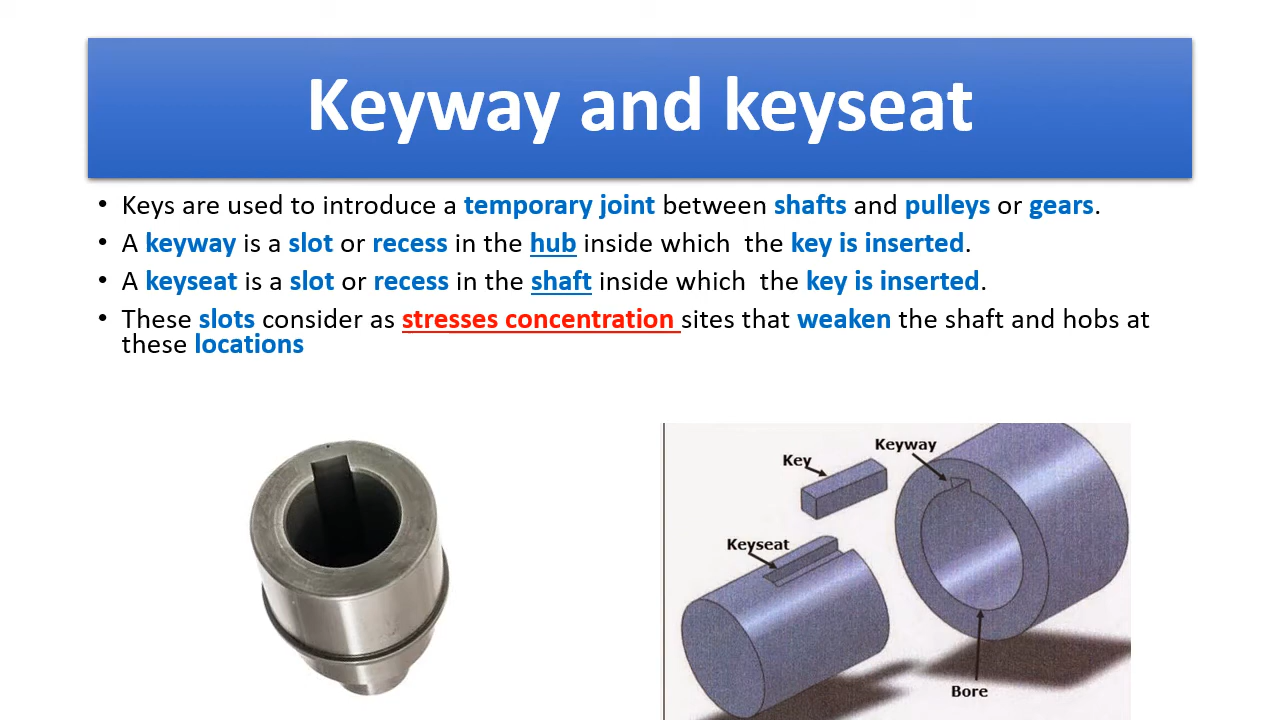 Keyway and keyseat
• Keys are used to introduce a temporary joint between shafts and pulleys or gears.
• A keyway is a slot or recess in the hub inside which  the key is inserted.
• A keyseat is a slot or recess in the shaft inside which  the key is inserted.
• These slots consider as stresses concentration sites that weaken the shaft and hobs at
these locations
Keyway
Key
Keyseat
Bore